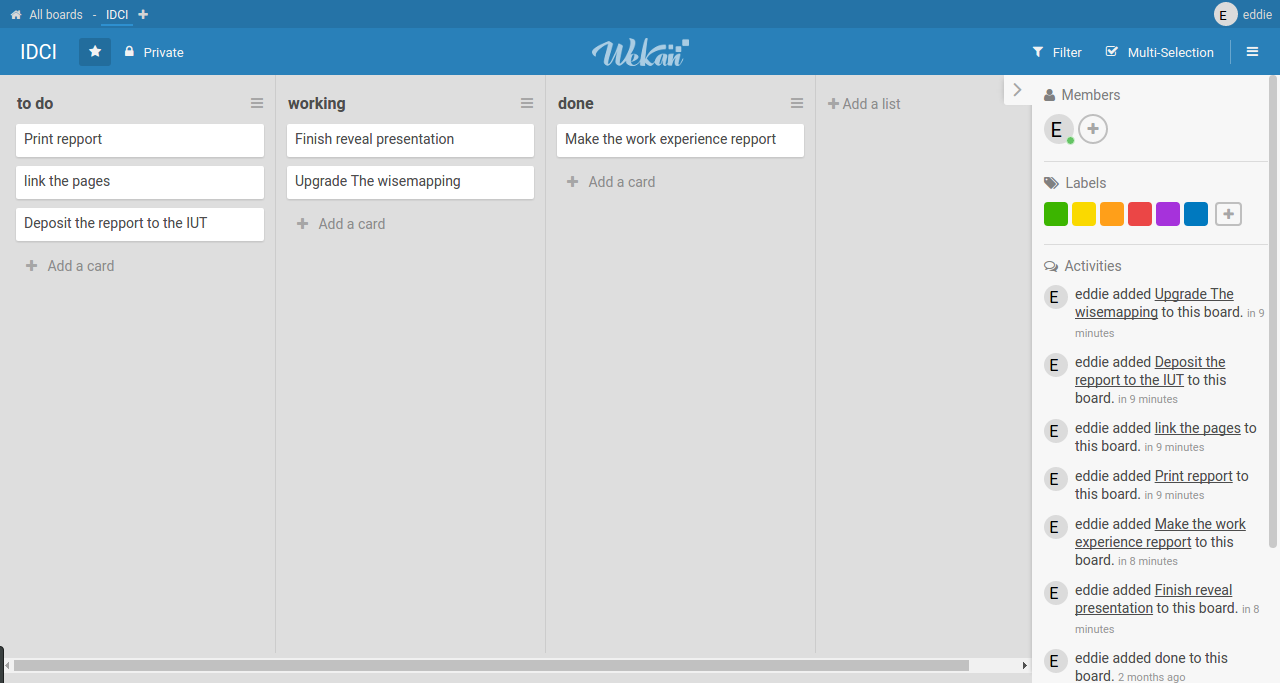 All boards - IDCI
E eddie
IDCI
Private
Wekan
Filter
Multi-Selection
to do
Print repport
link the pages
Deposit the repport to the IUT
Add a card
working
Finish reveal presentation
Upgrade The wisemapping
Add a card
done
Make the work experience repport
Add a card
Add a list
Members
E
Labels
Activities
E
eddie added Upgrade The
wisemapping to this board. in 9
minutes
E
eddie added Deposit the
repport to the IUT to this
board. in 9 minutes
E
eddie added link the pages to
this board. in 9 minutes
E
eddie added Print repport to
this board. in 9 minutes
E
eddie added Make the work
experience repport to this
board. in 8 minutes
E
eddie added Finish reveal
presentation to this board. in 8
minutes
E
eddie added done to this
board. 2 months ago